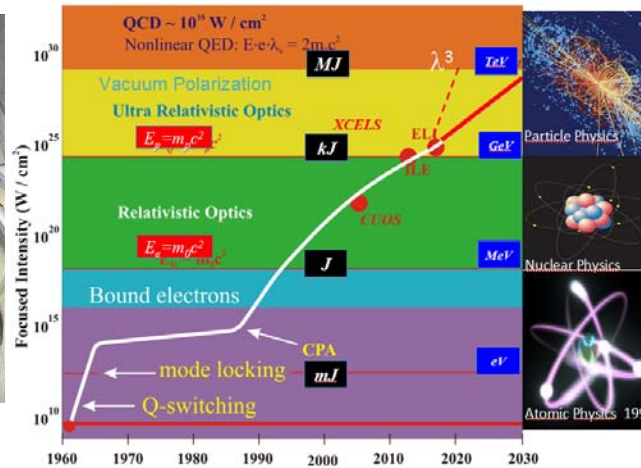 QCD ~ 10³⁰ W / cm²
Nonlinear QED: E·e·λc = 2m₀c²
10³⁰
MJ
TeV
λ³
Vacuum Polarization
Ultra Relativistic Optics
XCELS
ELI
Particle Physics
Eₚ=mₚc²
10²⁵
kJ
GeV
ILE
Relativistic Optics
CUOS
10²⁰
Eₑ=m₀c²
J
MeV
Nuclear Physics
Bound electrons
10¹⁵
CPA
mode locking
mJ
eV
Q-switching
10¹⁰
Atomic Physics 199
1960
1970
1980
1990
2000
2010
2020
2030
Focused Intensity (W / cm²)